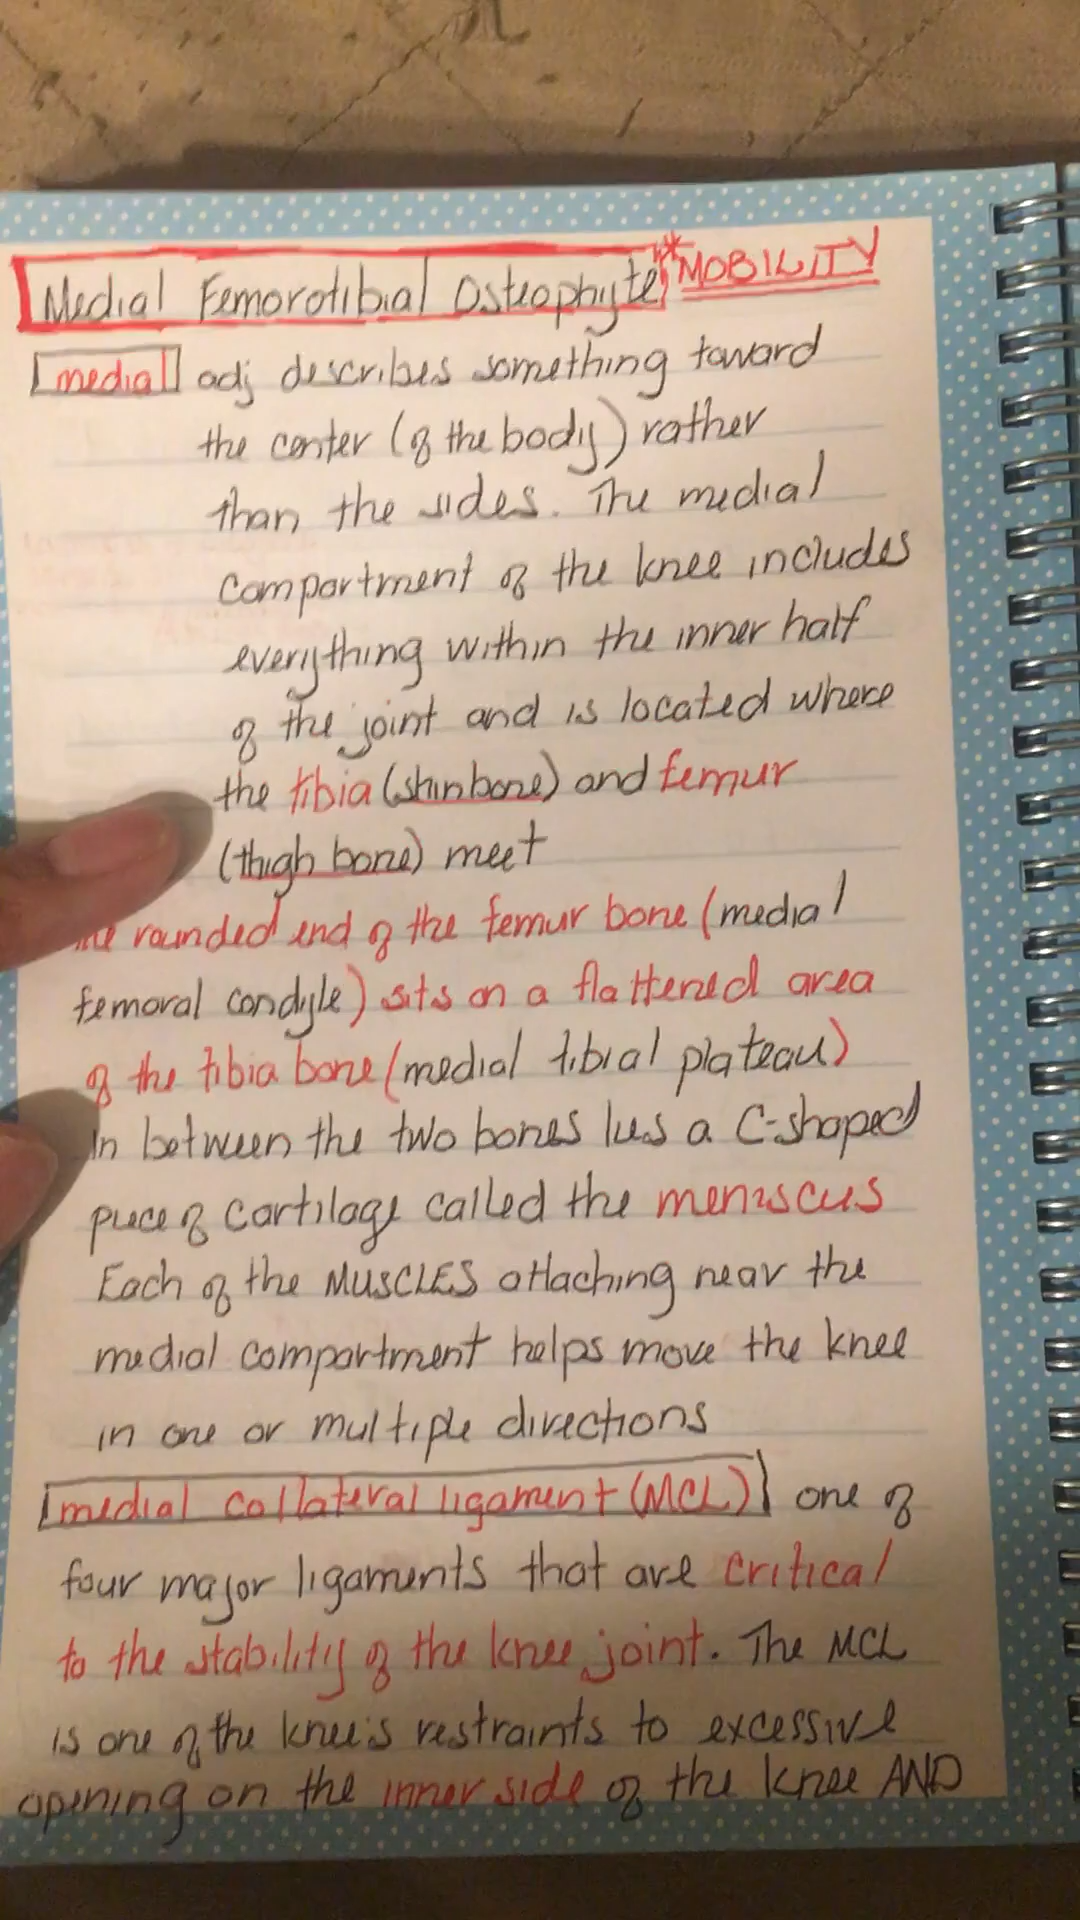 Medial Femorotibial Osteophyte, ** MOBILITY
medial adj describes something toward
the center (of the body) rather
than the sides. The medial
compartment of the knee includes
everything within the inner half
of the joint and is located where
the tibia (shinbone) and femur
(thigh bone) meet
The rounded end of the femur bone (medial
femoral condyle) sits on a flattened area
of the tibia bone (medial tibial plateau)
In between the two bones lies a C-shaped
piece of cartilage called the meniscus
Each of the MUSCLES attaching near the
medial compartment helps move the knee
in one or multiple directions
medial collateral ligament (MCL) one of
four major ligaments that are critical
to the stability of the knee joint. The MCL
is one of the knee's restraints to excessive
opening on the inner side of the knee AND